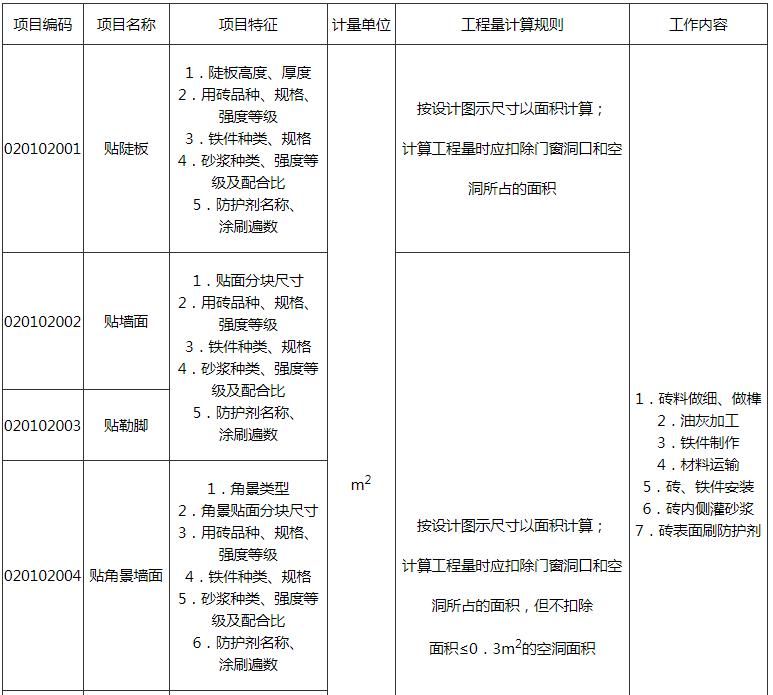 项目编码 项目名称 项目特征 计量单位 工程量计算规则 工作内容
020102001 贴陡板
1．陡板高度、厚度
2．用砖品种、规格、
强度等级
3．铁件种类、规格
4．砂浆种类、强度等
级及配合比
5．防护剂名称、
涂刷遍数
m²
按设计图示尺寸以面积计算；
计算工程量时应扣除门窗洞口和空
洞所占的面积
1．砖料做细、做榫
2．油灰加工
3．铁件制作
4．材料运输
5．砖、铁件安装
6．砖内侧灌砂浆
7．砖表面刷防护剂
020102002 贴墙面
1．贴面分块尺寸
2．用砖品种、规格、
强度等级
3．铁件种类、规格
4．砂浆种类、强度等
级及配合比
5．防护剂名称、
涂刷遍数
按设计图示尺寸以面积计算；
计算工程量时应扣除门窗洞口和空
洞所占的面积，但不扣除
面积≤0．3m²的空洞面积
020102003 贴勒脚
020102004 贴角景墙面
1．角景类型
2．角景贴面分块尺寸
3．用砖品种、规格、
强度等级
4．铁件种类、规格
5．砂浆种类、强度等
级及配合比
6．防护剂名称、
涂刷遍数